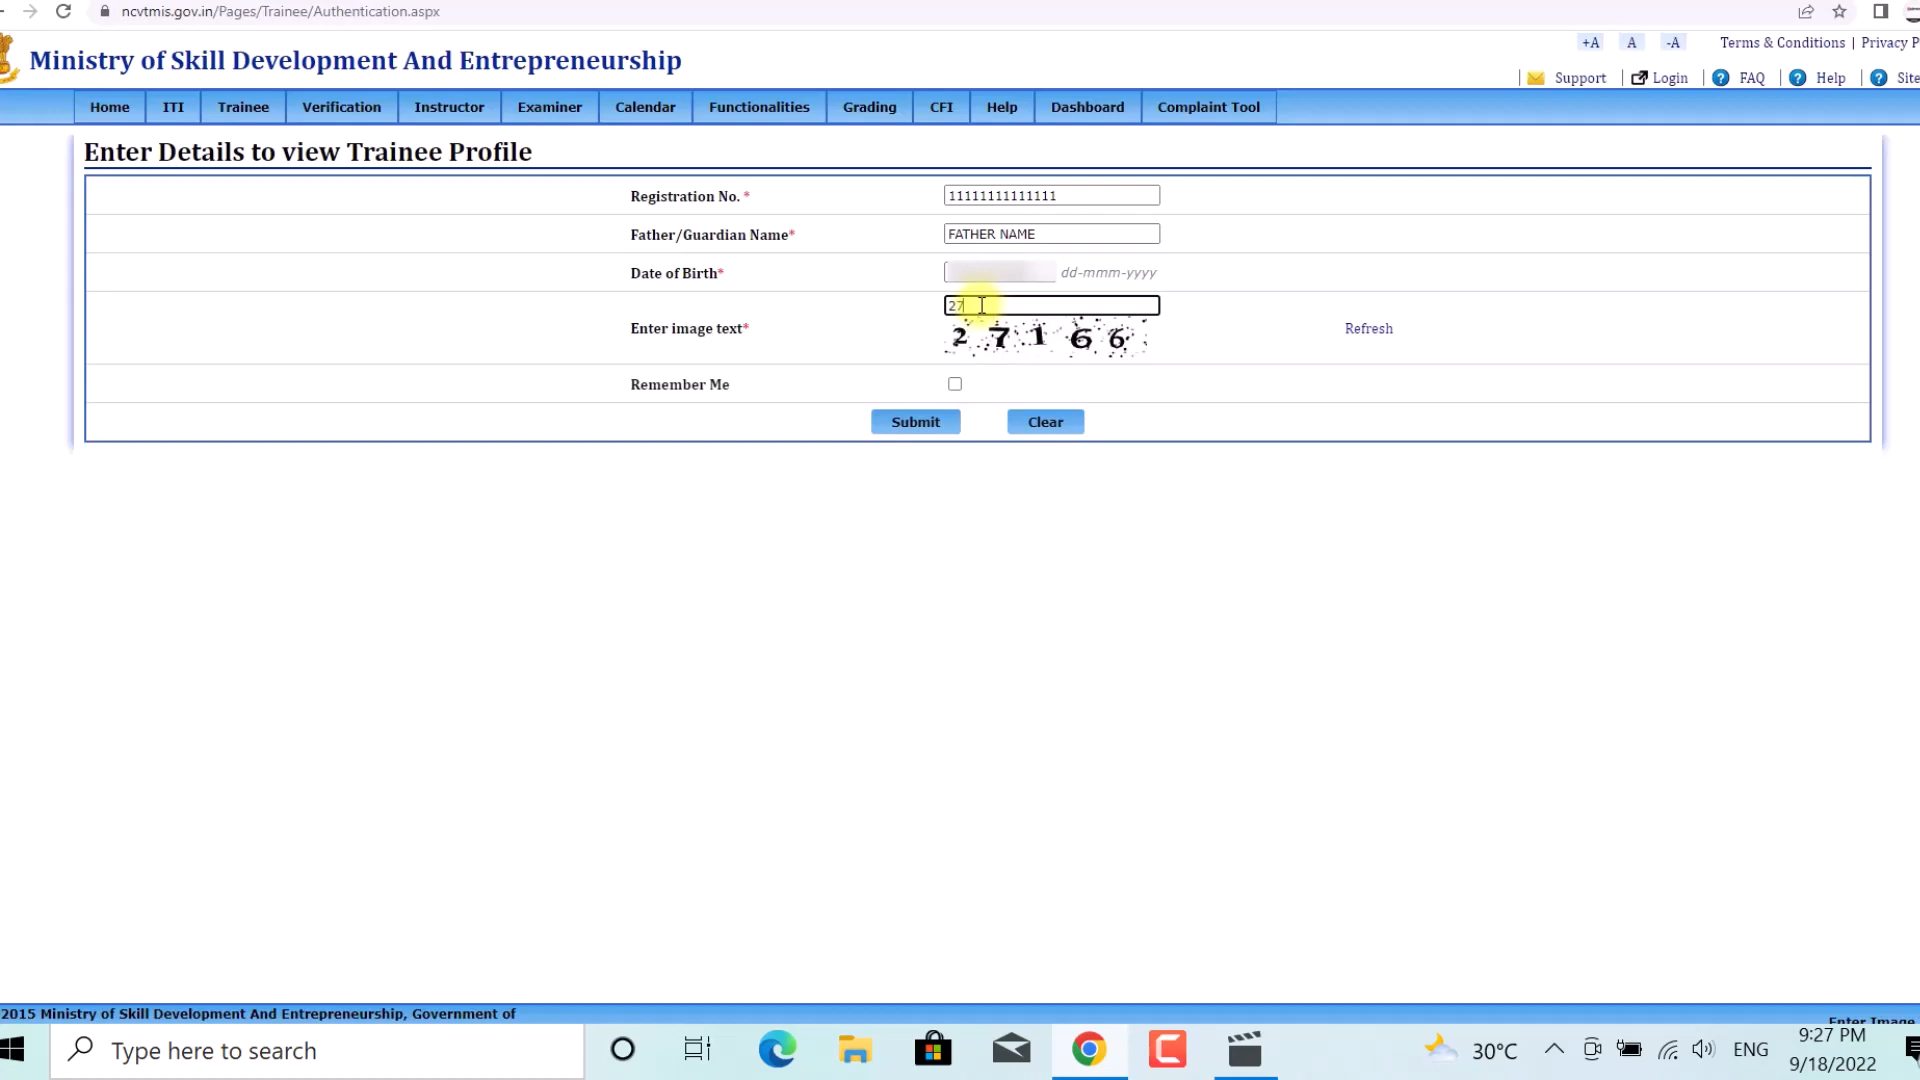 ncvtmis.gov.in/Pages/Trainee/Authentication.aspx
+A A -A Terms & Conditions | Privacy P
Ministry of Skill Development And Entrepreneurship
Support Login FAQ Help Site
Home ITI Trainee Verification Instructor Examiner Calendar Functionalities Grading CFI Help Dashboard Complaint Tool
Enter Details to view Trainee Profile
Registration No. * 11111111111111
Father/Guardian Name* FATHER NAME
Date of Birth* dd-mmm-yyyy
27
Enter image text* 2 7 1 6 6 Refresh
Remember Me
Submit Clear
2015 Ministry of Skill Development And Entrepreneurship, Government of
Enter Image
Type here to search
30°C ENG 9:27 PM
9/18/2022